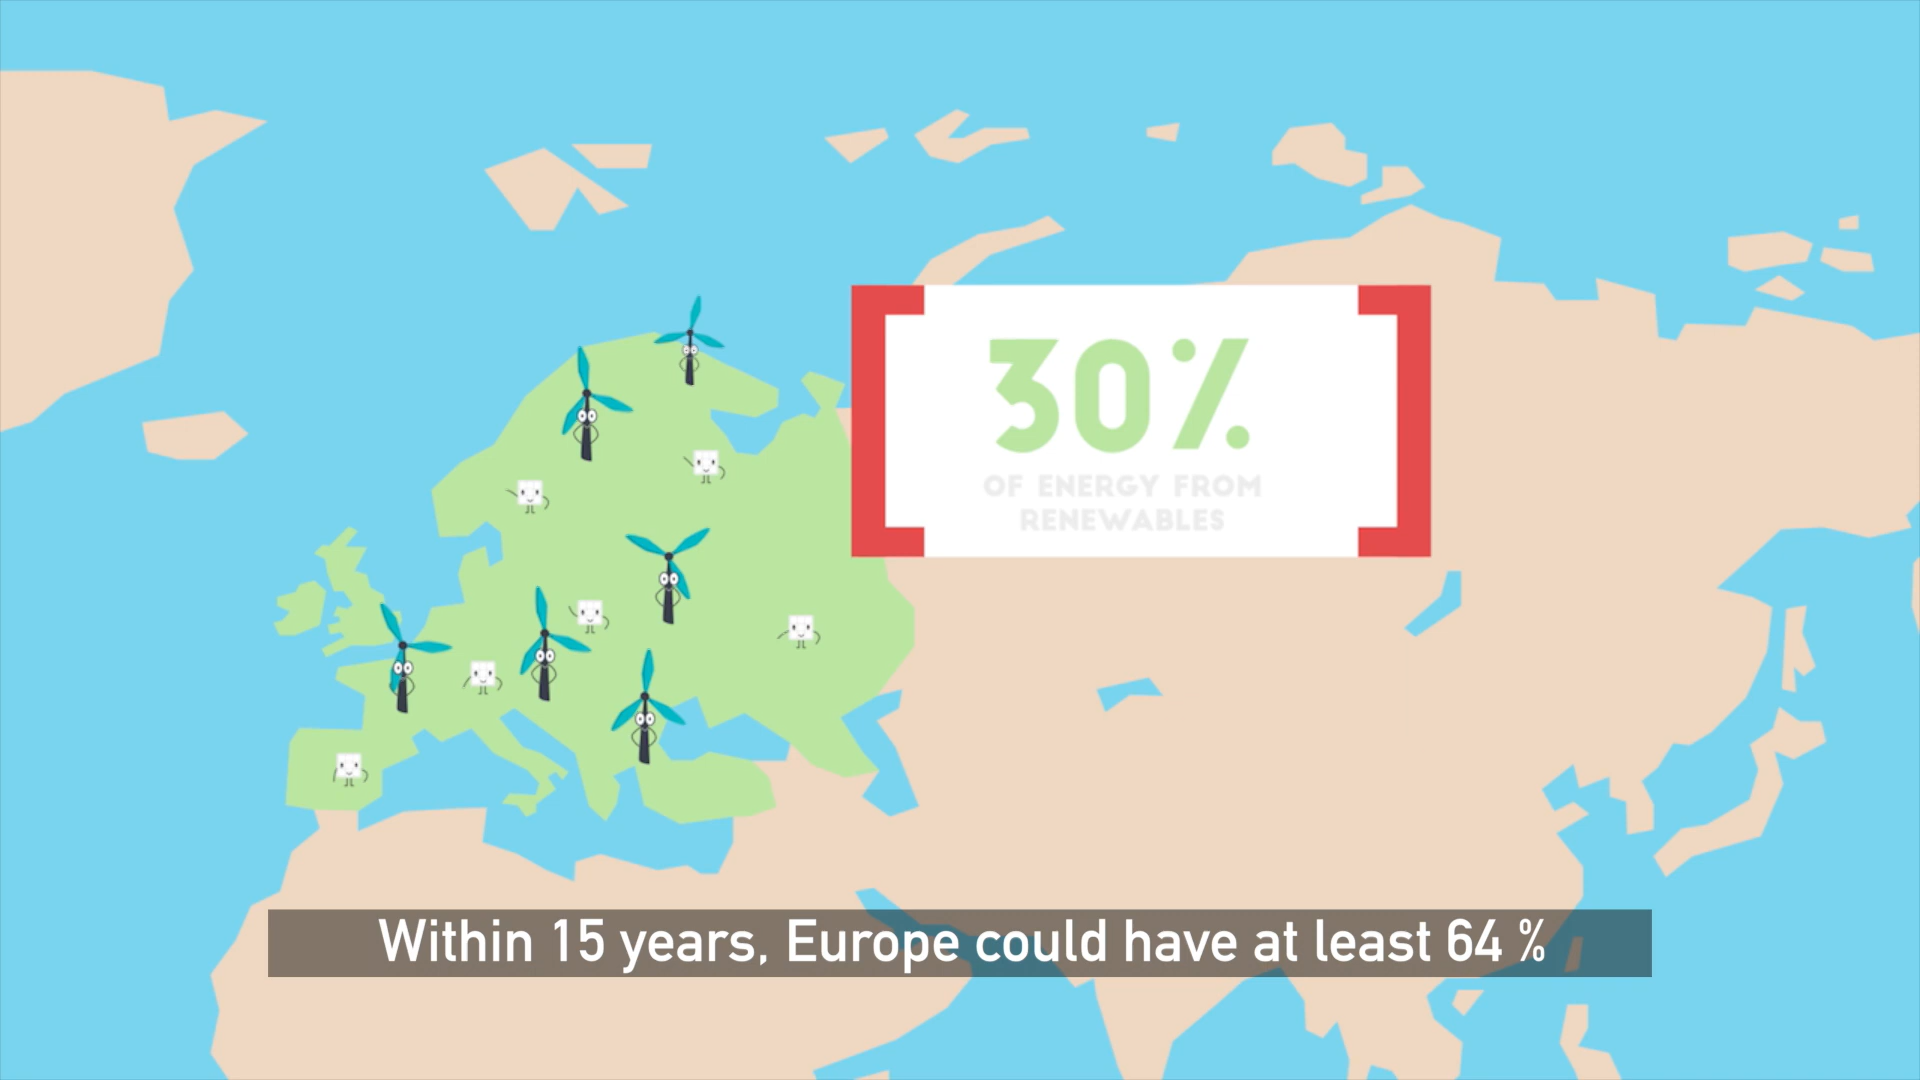 30%
OF ENERGY FROM
RENEWABLES
Within 15 years, Europe could have at least 64 %